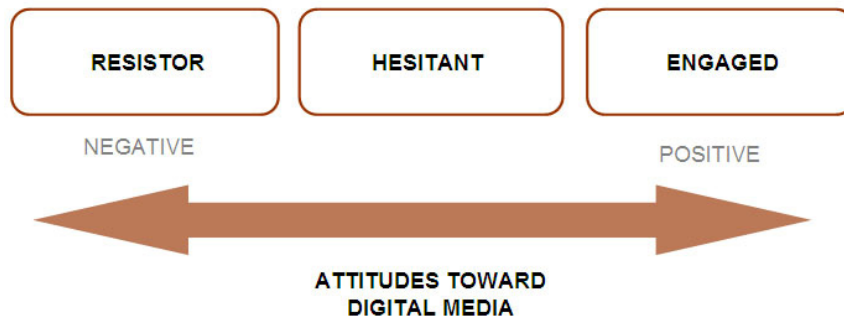 RESISTOR HESITANT ENGAGED
NEGATIVE POSITIVE
ATTITUDES TOWARD
DIGITAL MEDIA